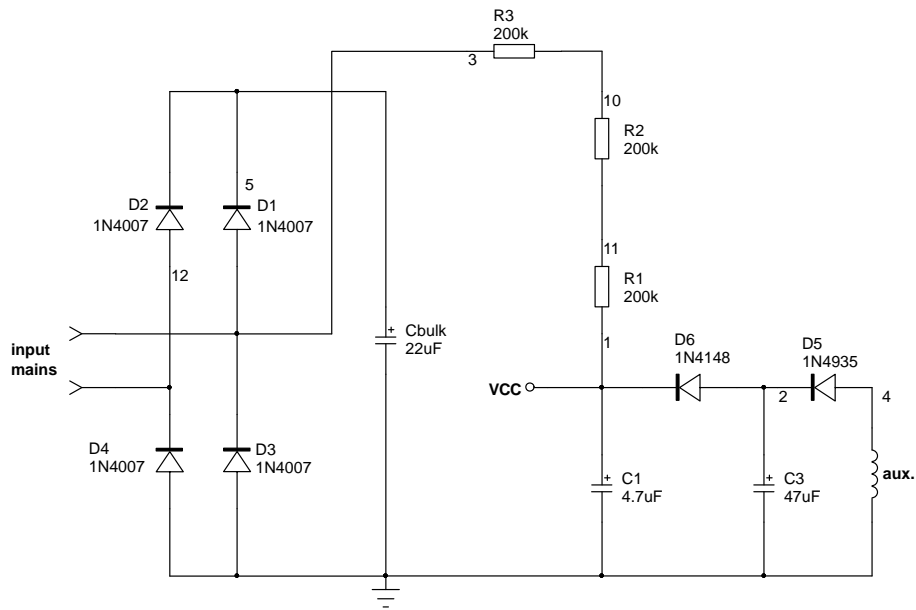 R3
200k
3
10
R2
200k
5
D2
1N4007
D1
1N4007
12
11
R1
200k
input
mains
Cbulk
+
22uF
1
D6
1N4148
D5
1N4935
VCC
2
4
D4
1N4007
D3
1N4007
+
C1
4.7uF
+
C3
47uF
aux.